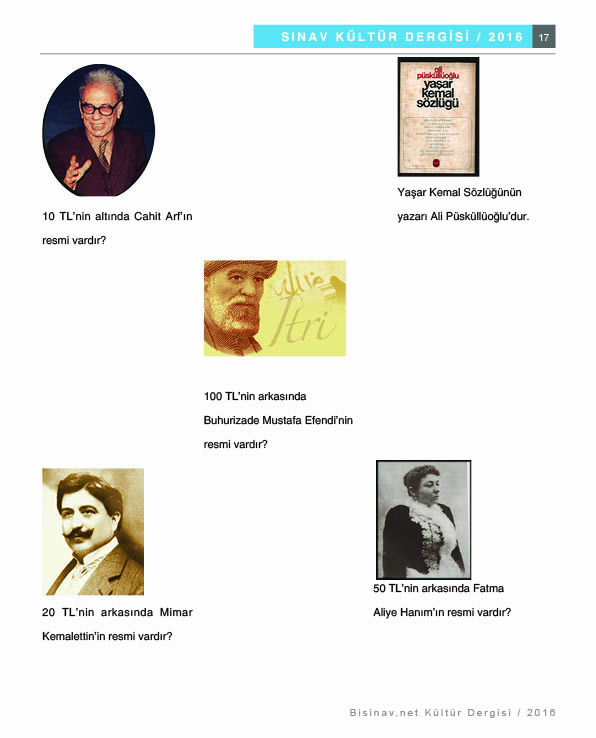 SINAV KÜLTÜR DERGİSİ / 2016 17
10 TL’nin altında Cahit Arf’ın
resmi vardır?
ali
püsküllüoğlu
yaşar
kemal
sözlüğü
Yaşar Kemal Sözlüğünün
yazarı Ali Püsküllüoğlu’dur.
Itri
100 TL’nin arkasında
Buhurizade Mustafa Efendi’nin
resmi vardır?
20 TL’nin arkasında Mimar
Kemalettin’in resmi vardır?
50 TL’nin arkasında Fatma
Aliye Hanım’ın resmi vardır?
Bisinav.net Kültür Dergisi / 2016